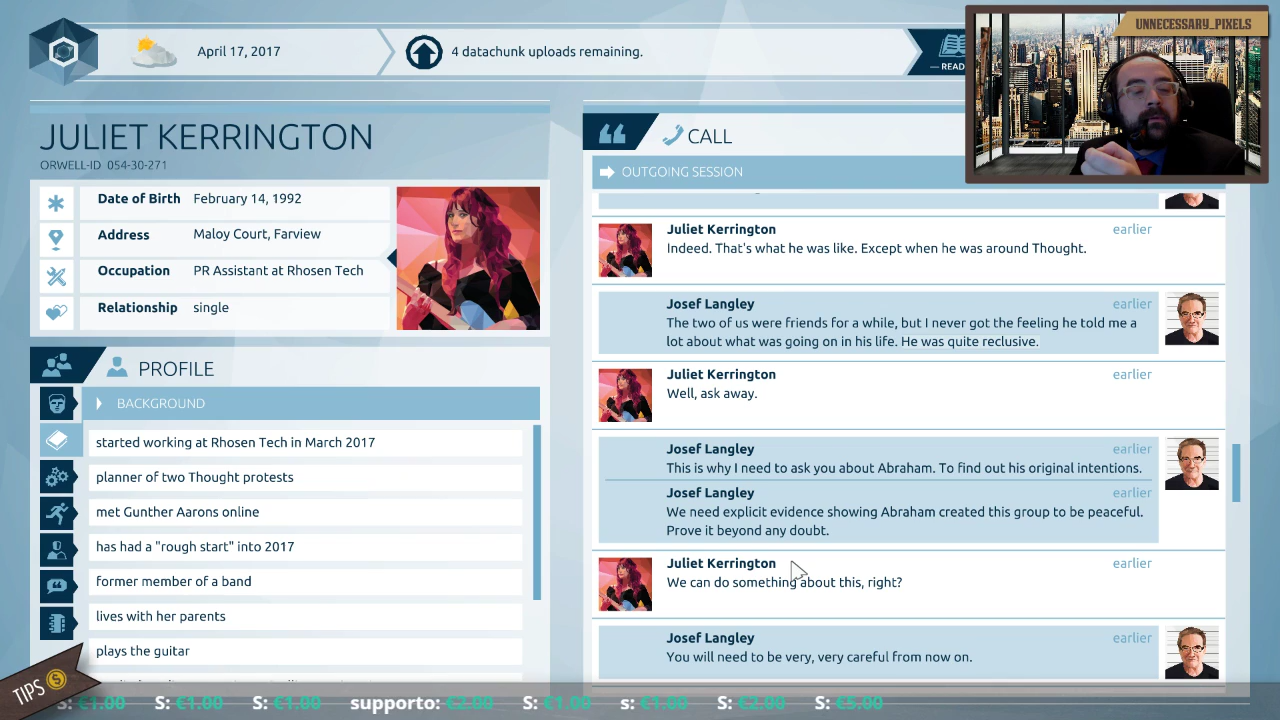 UNNECESSARY_PIXELS
April 17, 2017
4 datachunk uploads remaining.
— READ
JULIET KERRINGTON
ORWELL-ID 054-30-271
Date of Birth February 14, 1992
Address Maloy Court, Farview
Occupation PR Assistant at Rhosen Tech
Relationship single
PROFILE
BACKGROUND
started working at Rhosen Tech in March 2017
planner of two Thought protests
met Gunther Aarons online
has had a "rough start" into 2017
former member of a band
lives with her parents
plays the guitar
CALL
OUTGOING SESSION
Juliet Kerrington earlier
Indeed. That's what he was like. Except when he was around Thought.
Josef Langley earlier
The two of us were friends for a while, but I never got the feeling he told me a
lot about what was going on in his life. He was quite reclusive.
Juliet Kerrington earlier
Well, ask away.
Josef Langley earlier
This is why I need to ask you about Abraham. To find out his original intentions.
Josef Langley earlier
We need explicit evidence showing Abraham created this group to be peaceful.
Prove it beyond any doubt.
Juliet Kerrington earlier
We can do something about this, right?
Josef Langley earlier
You will need to be very, very careful from now on.
TIPS
S: €1.00 S: €1.00 S: €1.00 supporto: €2.00 S: €1.00 s: €1.00 S: €2.00 S: €5.00